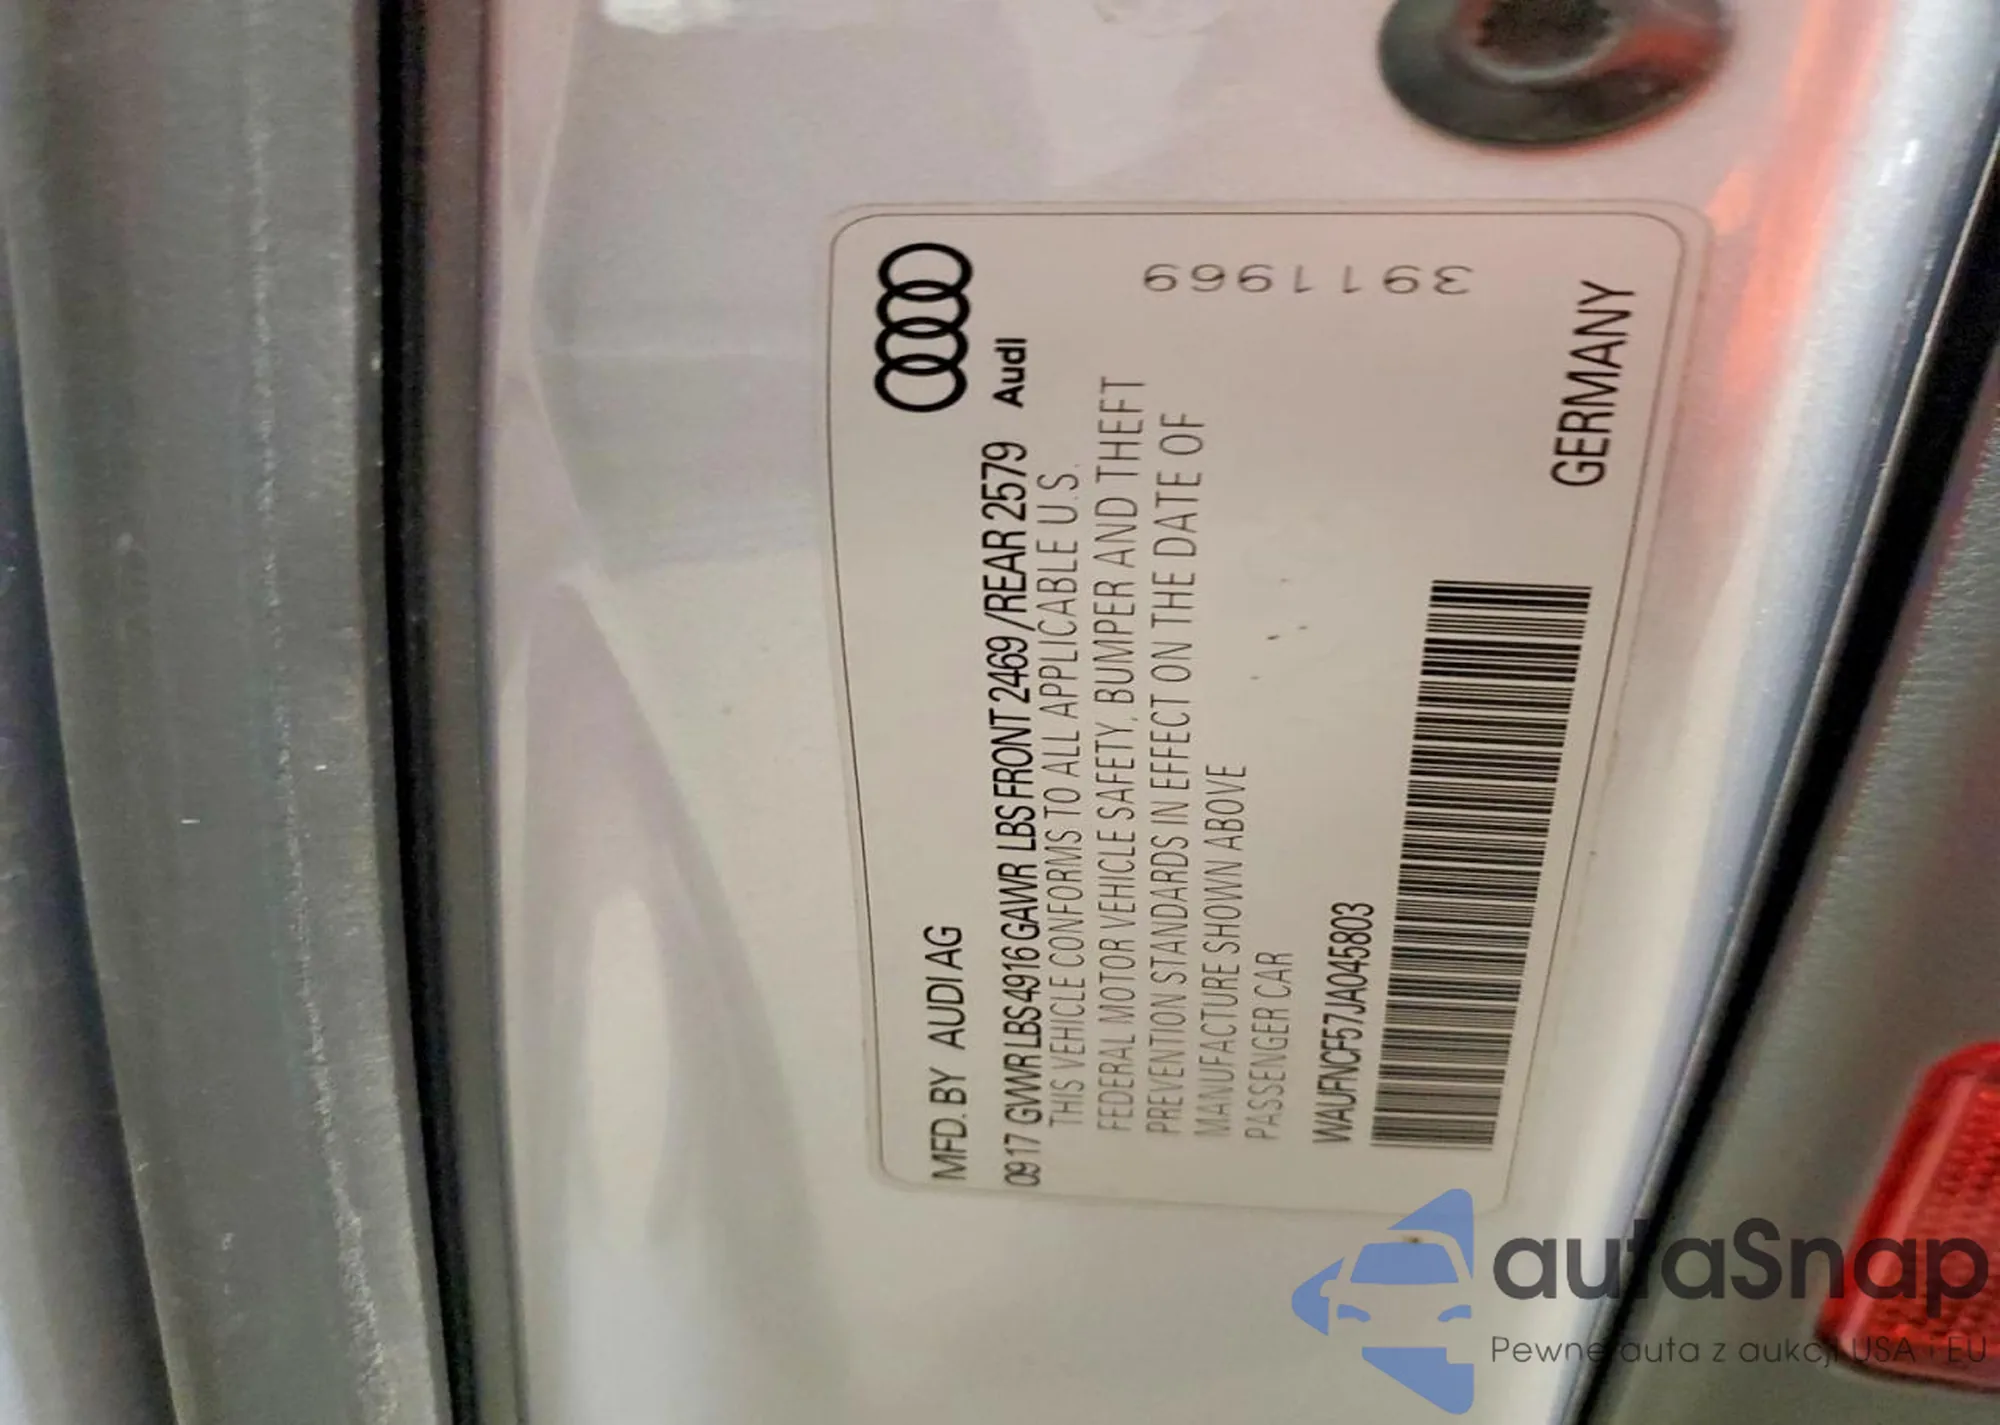 MFD. BY AUDI AG
0917 GVWR LBS 4916 GAWR LBS FRONT 2469 /REAR 2579 Audi
THIS VEHICLE CONFORMS TO ALL APPLICABLE U.S.
FEDERAL MOTOR VEHICLE SAFETY, BUMPER AND THEFT
PREVENTION STANDARDS IN EFFECT ON THE DATE OF
MANUFACTURE SHOWN ABOVE
PASSENGER CAR
WAUFNCF57JA045803
3911969
GERMANY
autaSnap
Pewne auta z aukcji USA i EU